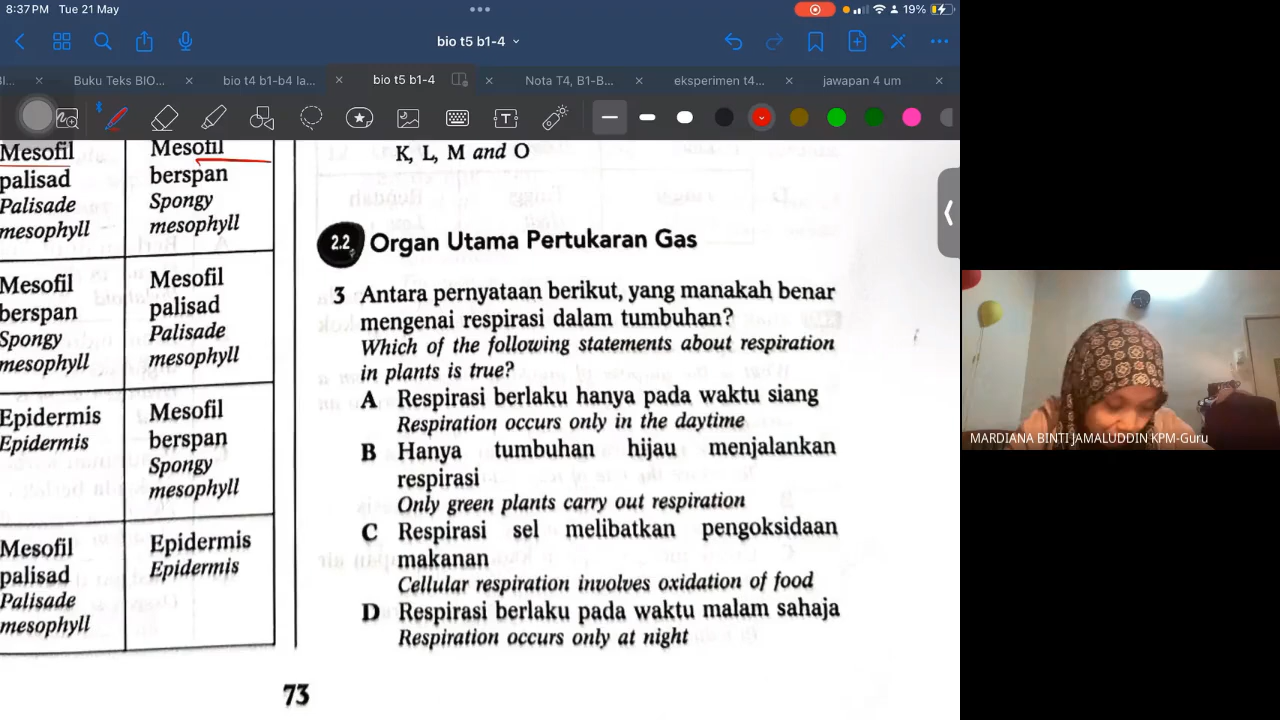 8:37 PM Tue 21 May
19%
bio t5 b1-4
Buku Teks BIO...
bio t4 b1-b4 la...
bio t5 b1-4
Nota T4, B1-B...
eksperimen t4...
jawapan 4 um
Mesofil
palisad
Palisade
mesophyll
Mesofil
berspan
Spongy
mesophyll
Mesofil
berspan
Spongy
mesophyll
Mesofil
palisad
Palisade
mesophyll
Epidermis
Epidermis
Mesofil
berspan
Spongy
mesophyll
Mesofil
palisad
Palisade
mesophyll
Epidermis
Epidermis
73
K, L, M and O
2.2 Organ Utama Pertukaran Gas
3 Antara pernyataan berikut, yang manakah benar
mengenai respirasi dalam tumbuhan?
Which of the following statements about respiration
in plants is true?
A Respirasi berlaku hanya pada waktu siang
Respiration occurs only in the daytime
B Hanya tumbuhan hijau menjalankan
respirasi
Only green plants carry out respiration
C Respirasi sel melibatkan pengoksidaan
makanan
Cellular respiration involves oxidation of food
D Respirasi berlaku pada waktu malam sahaja
Respiration occurs only at night
MARDIANA BINTI JAMALUDDIN KPM-Guru